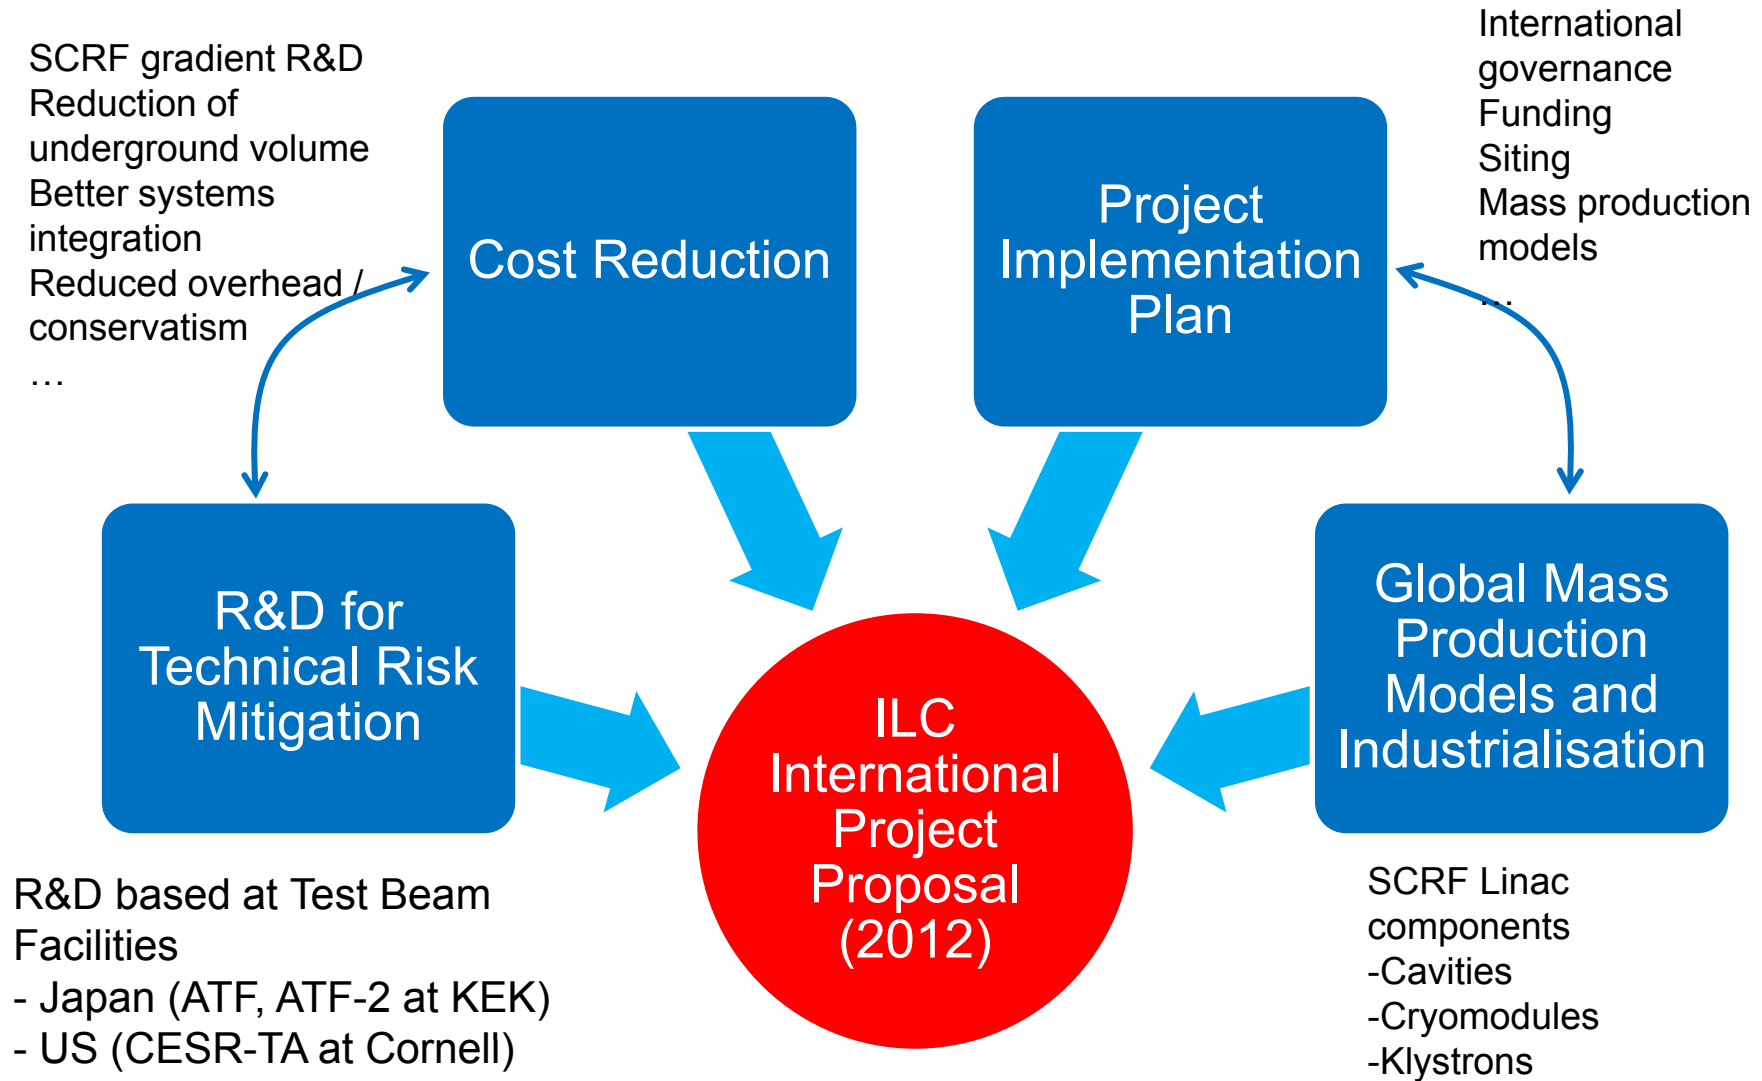 SCRF gradient R&D
Reduction of
underground volume
Better systems
integration
Reduced overhead /
conservatism
…
Cost Reduction
Project
Implementation
Plan
International
governance
Funding
Siting
Mass production
models
…
R&D for
Technical Risk
Mitigation
ILC
International
Project
Proposal
(2012)
Global Mass
Production
Models and
Industrialisation
R&D based at Test Beam
Facilities
- Japan (ATF, ATF-2 at KEK)
- US (CESR-TA at Cornell)
SCRF Linac
components
-Cavities
-Cryomodules
-Klystrons